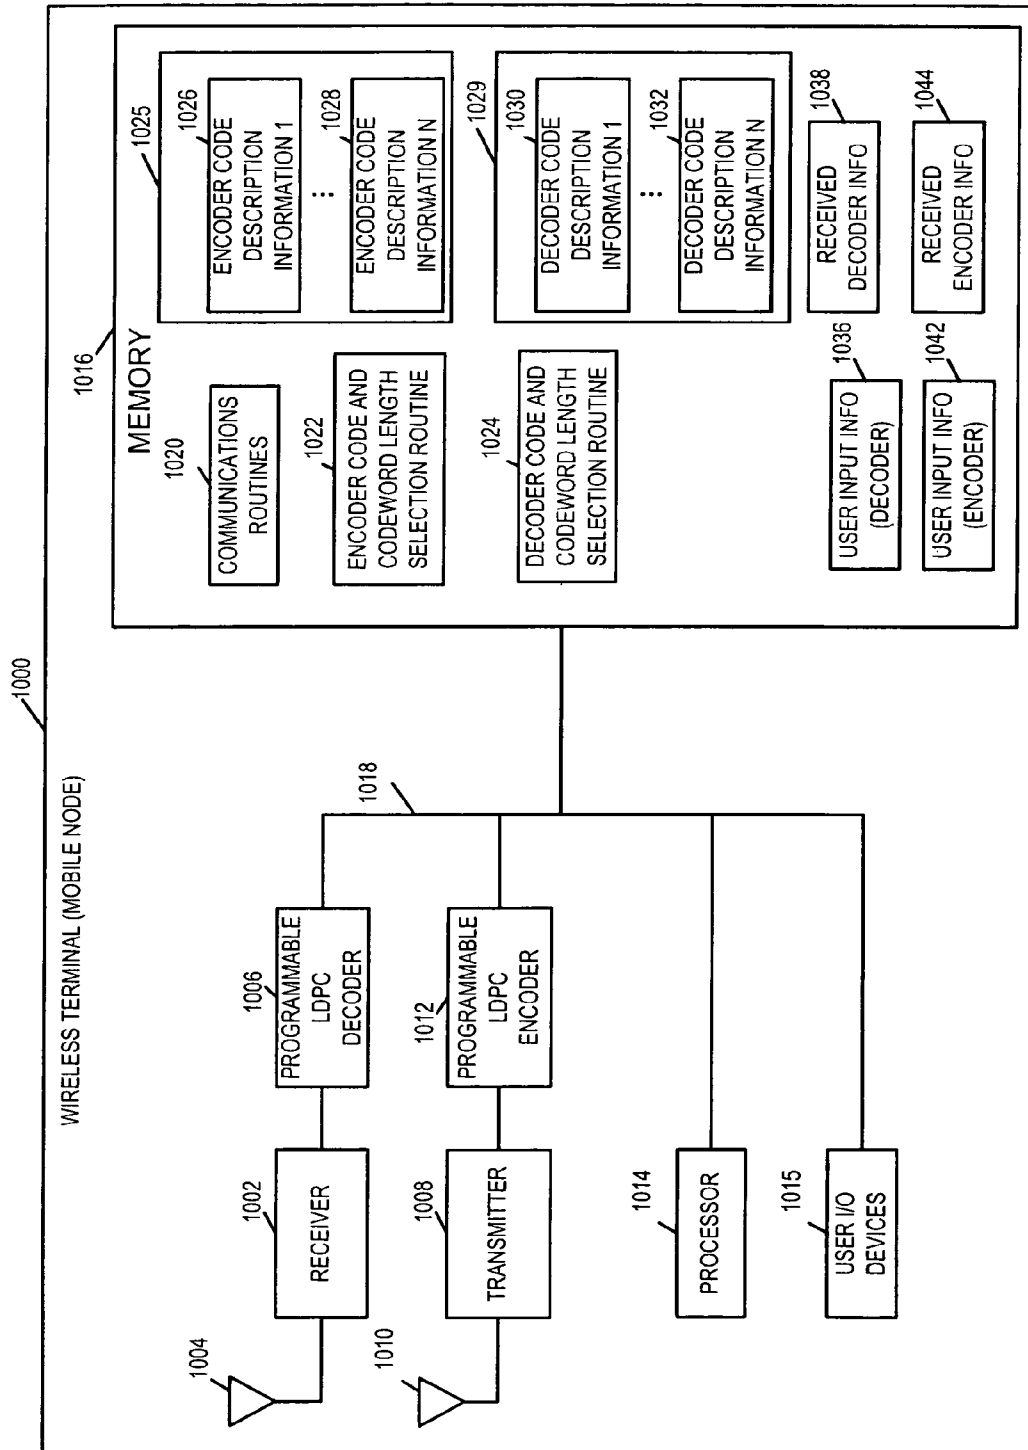 1000
WIRELESS TERMINAL (MOBILE NODE)
1004
1002
RECEIVER
1006
PROGRAMMABLE
LDPC
DECODER
1010
1008
TRANSMITTER
1012
PROGRAMMABLE
LDPC
ENCODER
1014
PROCESSOR
1015
USER I/O
DEVICES
1018
1016
MEMORY
1020
COMMUNICATIONS
ROUTINES
1022
ENCODER CODE AND
CODEWORD LENGTH
SELECTION ROUTINE
1024
DECODER CODE AND
CODEWORD LENGTH
SELECTION ROUTINE
1025
1026
ENCODER CODE
DESCRIPTION
INFORMATION 1
...
1028
ENCODER CODE
DESCRIPTION
INFORMATION N
1029
1030
DECODER CODE
DESCRIPTION
INFORMATION 1
...
1032
DECODER CODE
DESCRIPTION
INFORMATION N
1036
USER INPUT INFO
(DECODER)
1038
RECEIVED
DECODER INFO
1042
USER INPUT INFO
(ENCODER)
1044
RECEIVED
ENCODER INFO